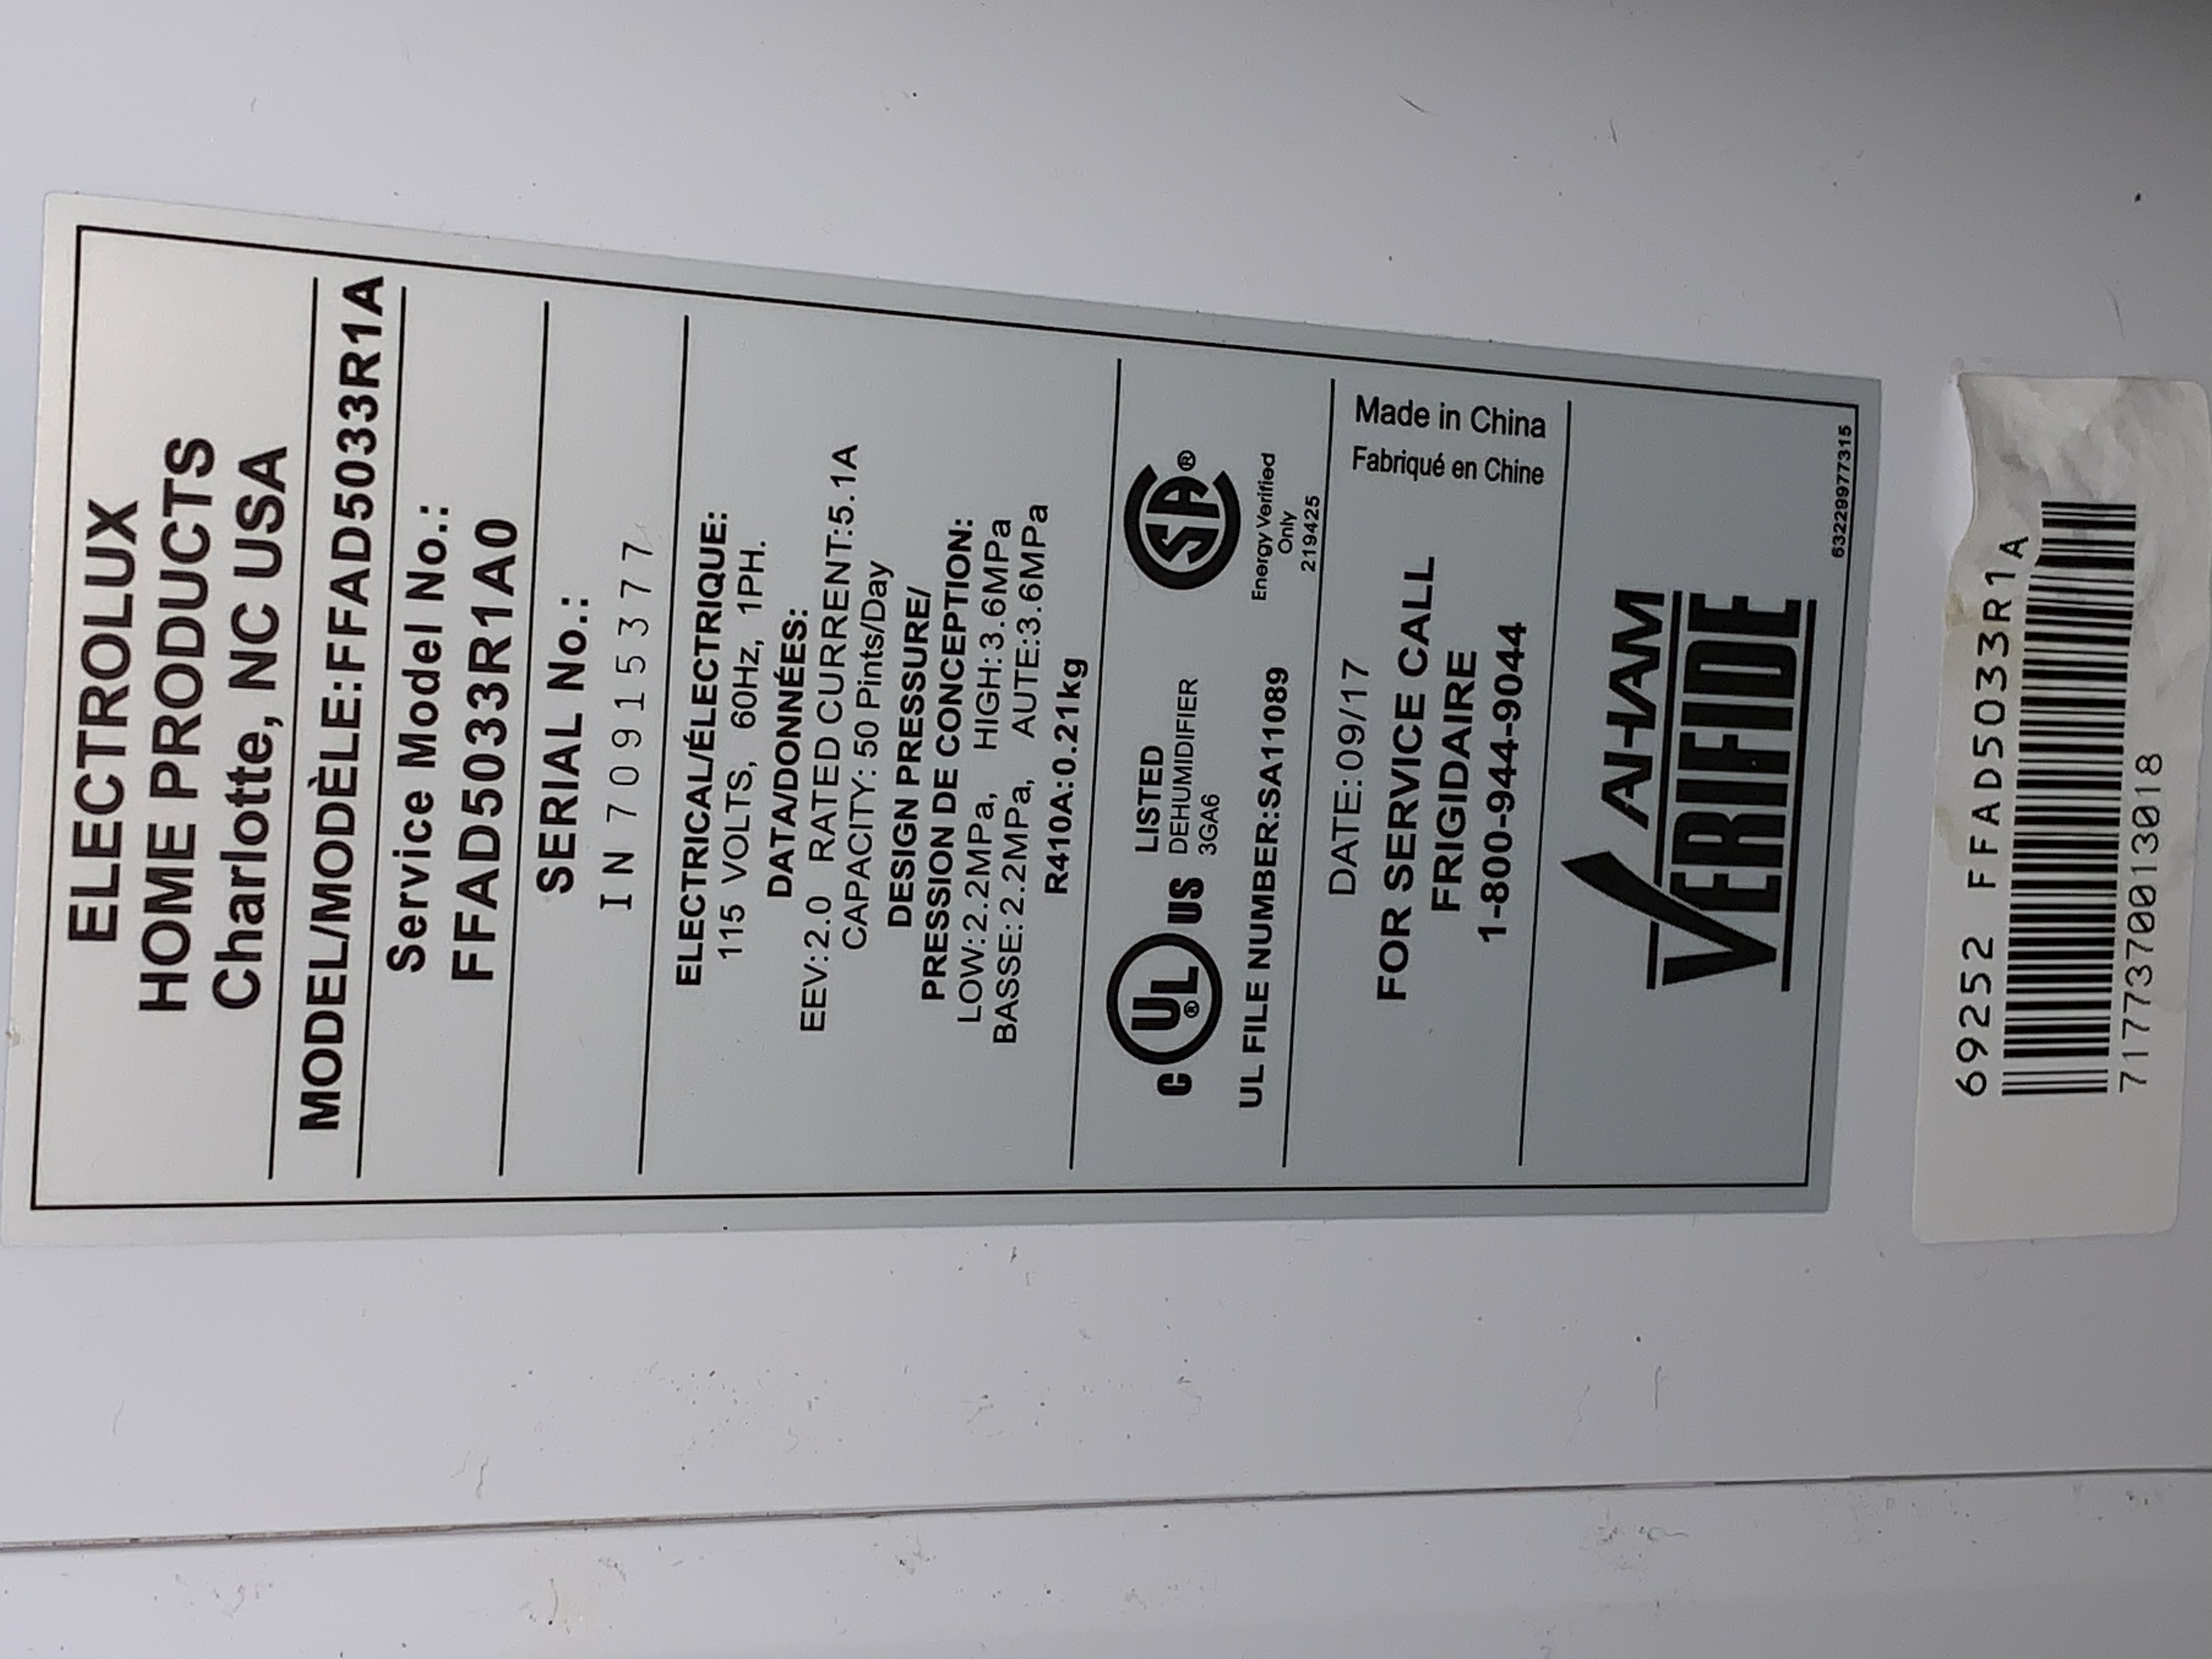 ELECTROLUX
HOME PRODUCTS
Charlotte, NC USA
MODEL/MODÈLE:FFAD5033R1A
Service Model No.:
FFAD5033R1A0
SERIAL No.:
IN70915377
ELECTRICAL/ÉLECTRIQUE:
115 VOLTS, 60Hz, 1PH.
DATA/DONNÉES:
EEV:2.0 RATED CURRENT:5.1A
CAPACITY: 50 Pints/Day
DESIGN PRESSURE/
PRESSION DE CONCEPTION:
LOW:2.2MPa, HIGH:3.6MPa
BASSE:2.2MPa, AUTE:3.6MPa
R410A:0.21kg
C UL® US
LISTED
DEHUMIDIFIER
3GA6
SA®
Energy Verified
Only
219425
UL FILE NUMBER:SA11089
DATE:09/17
Made in China
Fabriqué en Chine
FOR SERVICE CALL
FRIGIDAIRE
1-800-944-9044
AHAM
VERIFIDE
63229977315
69252 FFAD5033R1A
7177370013018